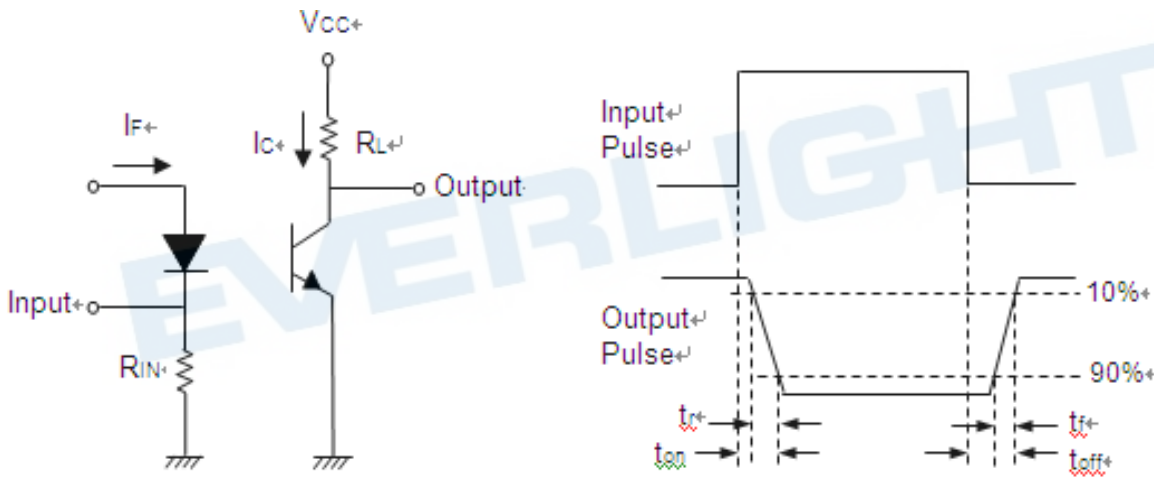 Vcc↵
IF↵
Ic↵
RL↵
Output
Input↵
RIN↵
Input↵
Pulse↵
Output↵
Pulse↵
10%↵
90%↵
tr↵
tf↵
ton
toff↵
EVERLIGHT